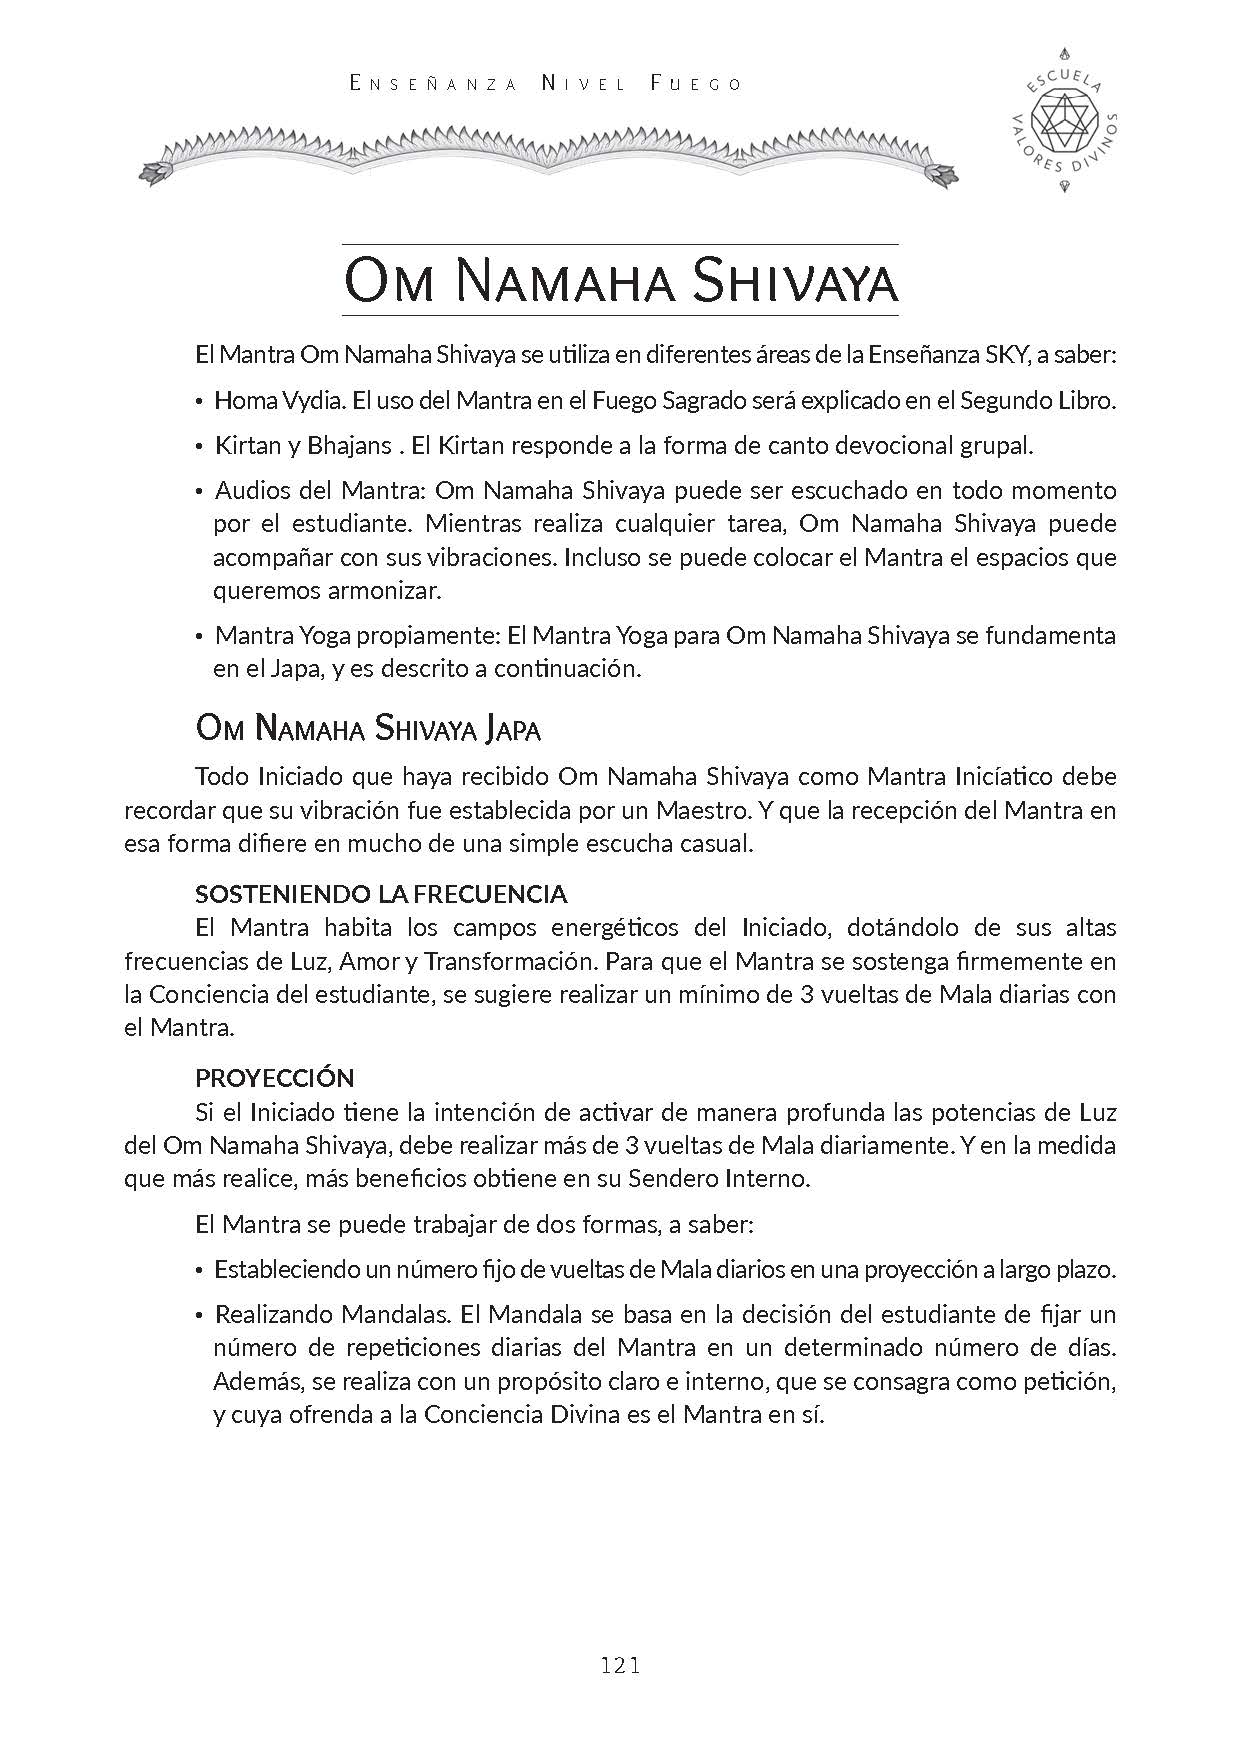 Enseñanza Nivel Fuego
ESCUELA
VALORES DIVINOS
Om Namaha Shivaya
El Mantra Om Namaha Shivaya se utiliza en diferentes áreas de la Enseñanza SKY, a saber:
• Homa Vydia. El uso del Mantra en el Fuego Sagrado será explicado en el Segundo Libro.
• Kirtan y Bhajans . El Kirtan responde a la forma de canto devocional grupal.
• Audios del Mantra: Om Namaha Shivaya puede ser escuchado en todo momento
por el estudiante. Mientras realiza cualquier tarea, Om Namaha Shivaya puede
acompañar con sus vibraciones. Incluso se puede colocar el Mantra el espacios que
queremos armonizar.
• Mantra Yoga propiamente: El Mantra Yoga para Om Namaha Shivaya se fundamenta
en el Japa, y es descrito a continuación.
Om Namaha Shivaya Japa
Todo Iniciado que haya recibido Om Namaha Shivaya como Mantra Inicíatico debe
recordar que su vibración fue establecida por un Maestro. Y que la recepción del Mantra en
esa forma difiere en mucho de una simple escucha casual.
SOSTENIENDO LA FRECUENCIA
El Mantra habita los campos energéticos del Iniciado, dotándolo de sus altas
frecuencias de Luz, Amor y Transformación. Para que el Mantra se sostenga firmemente en
la Conciencia del estudiante, se sugiere realizar un mínimo de 3 vueltas de Mala diarias con
el Mantra.
PROYECCIÓN
Si el Iniciado tiene la intención de activar de manera profunda las potencias de Luz
del Om Namaha Shivaya, debe realizar más de 3 vueltas de Mala diariamente. Y en la medida
que más realice, más beneficios obtiene en su Sendero Interno.
El Mantra se puede trabajar de dos formas, a saber:
• Estableciendo un número fijo de vueltas de Mala diarios en una proyección a largo plazo.
• Realizando Mandalas. El Mandala se basa en la decisión del estudiante de fijar un
número de repeticiones diarias del Mantra en un determinado número de días.
Además, se realiza con un propósito claro e interno, que se consagra como petición,
y cuya ofrenda a la Conciencia Divina es el Mantra en sí.
121